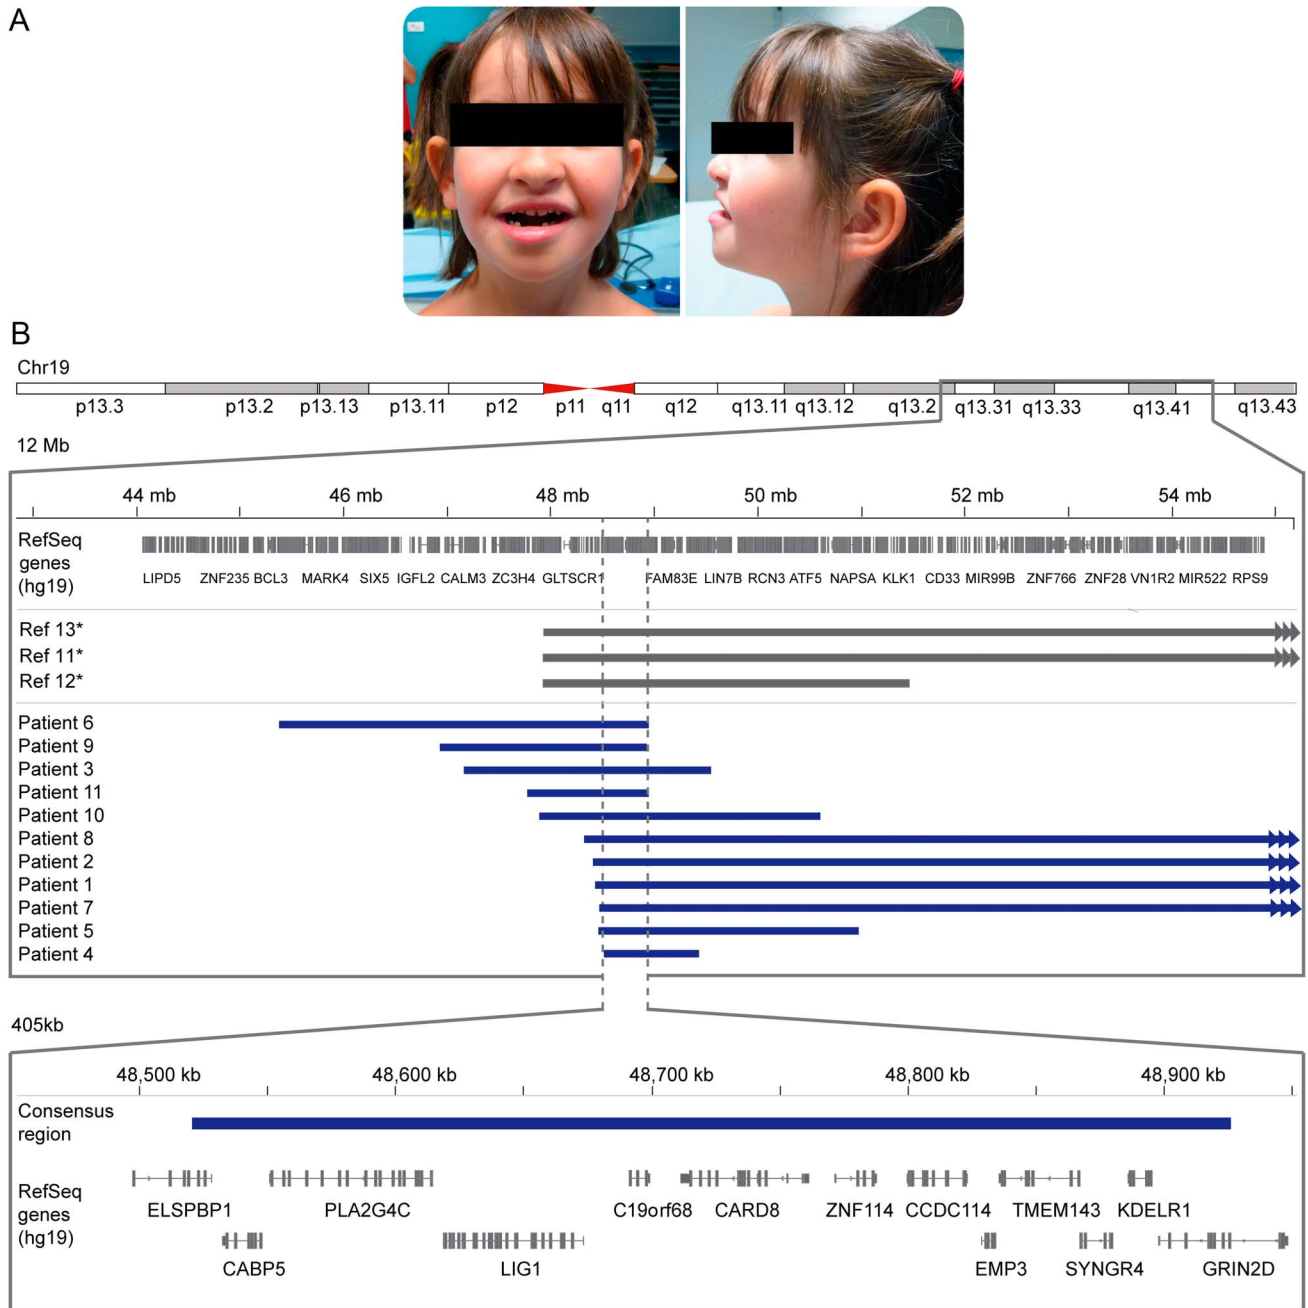 A
B
Chr19
p13.3 p13.2 p13.13 p13.11 p12 p11 q11 q12 q13.11 q13.12 q13.2 q13.31 q13.33 q13.41 q13.43
12 Mb
44 mb 46 mb 48 mb 50 mb 52 mb 54 mb
RefSeq
genes
(hg19)
LIPD5 ZNF235 BCL3 MARK4 SIX5 IGFL2 CALM3 ZC3H4 GLTSCR1 FAM83E LIN7B RCN3 ATF5 NAPSA KLK1 CD33 MIR99B ZNF766 ZNF28 VN1R2 MIR522 RPS9
Ref 13*
Ref 11*
Ref 12*
Patient 6
Patient 9
Patient 3
Patient 11
Patient 10
Patient 8
Patient 2
Patient 1
Patient 7
Patient 5
Patient 4
405kb
48,500 kb 48,600 kb 48,700 kb 48,800 kb 48,900 kb
Consensus
region
RefSeq
genes
(hg19)
ELSPBP1 PLA2G4C C19orf68 CARD8 ZNF114 CCDC114 TMEM143 KDELR1
CABP5 LIG1 EMP3 SYNGR4 GRIN2D